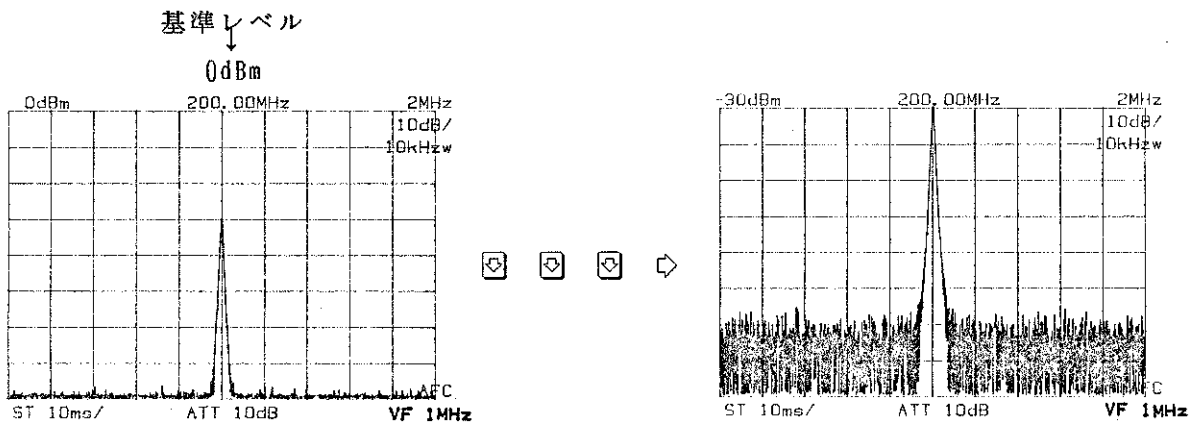 基準レベル
↓
0dBm
0dBm 200.00MHz 2MHz
10dB/
10kHzw
AFC
ST 10ms/ ATT 10dB VF 1MHz
-30dBm 200.00MHz 2MHz
10dB/
10kHzw
ST 10ms/ ATT 10dB VF 1MHz